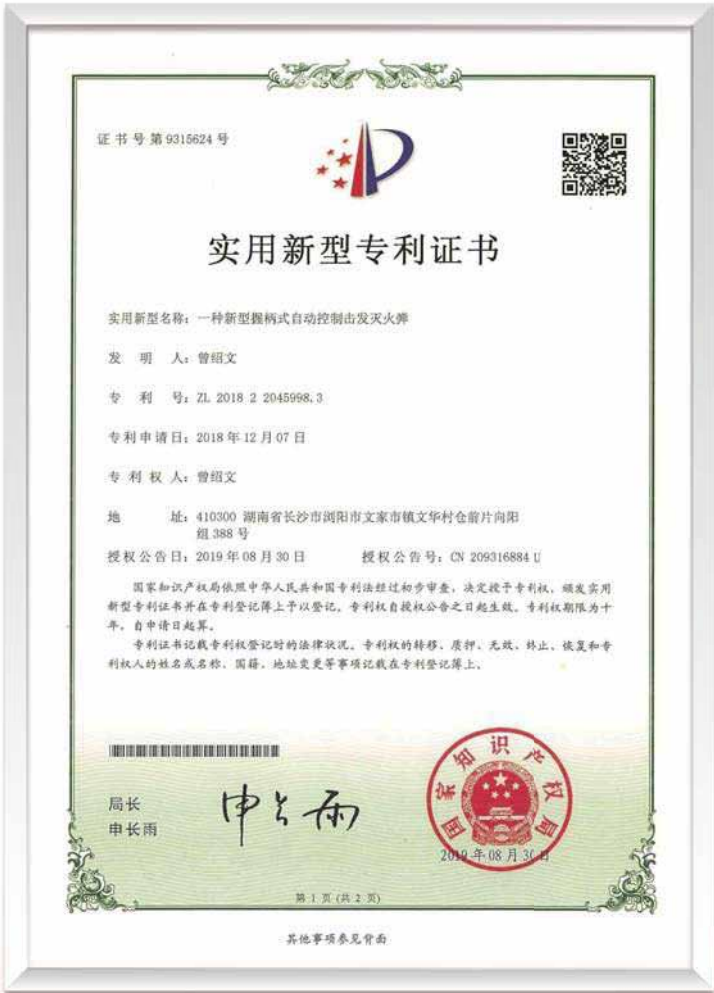 证书号第9315624号
实用新型专利证书
实用新型名称：一种新型握柄式自动控制击发灭火弹
发明人：曾绍文
专利号：ZL 2018 2 2045998.3
专利申请日：2018年12月07日
专利权人：曾绍文
地址：410300 湖南省长沙市浏阳市文家市镇文华村仓前片向阳
组388号
授权公告日：2019年08月30日 授权公告号：CN 209316884 U
国家知识产权局依照中华人民共和国专利法经过初步审查，决定授予专利权，颁发实用
新型专利证书并在专利登记簿上予以登记。专利权自授权公告之日起生效。专利权期限为十
年，自申请日起算。
专利证书记载专利权登记时的法律状况。专利权的转移、质押、无效、终止、恢复和专
利权人的姓名或名称、国籍、地址变更等事项记载在专利登记簿上。
局长
申长雨
申长雨
国家知识产权局
2019年08月30日
第 1 页 (共 2 页)
其他事项参见背面